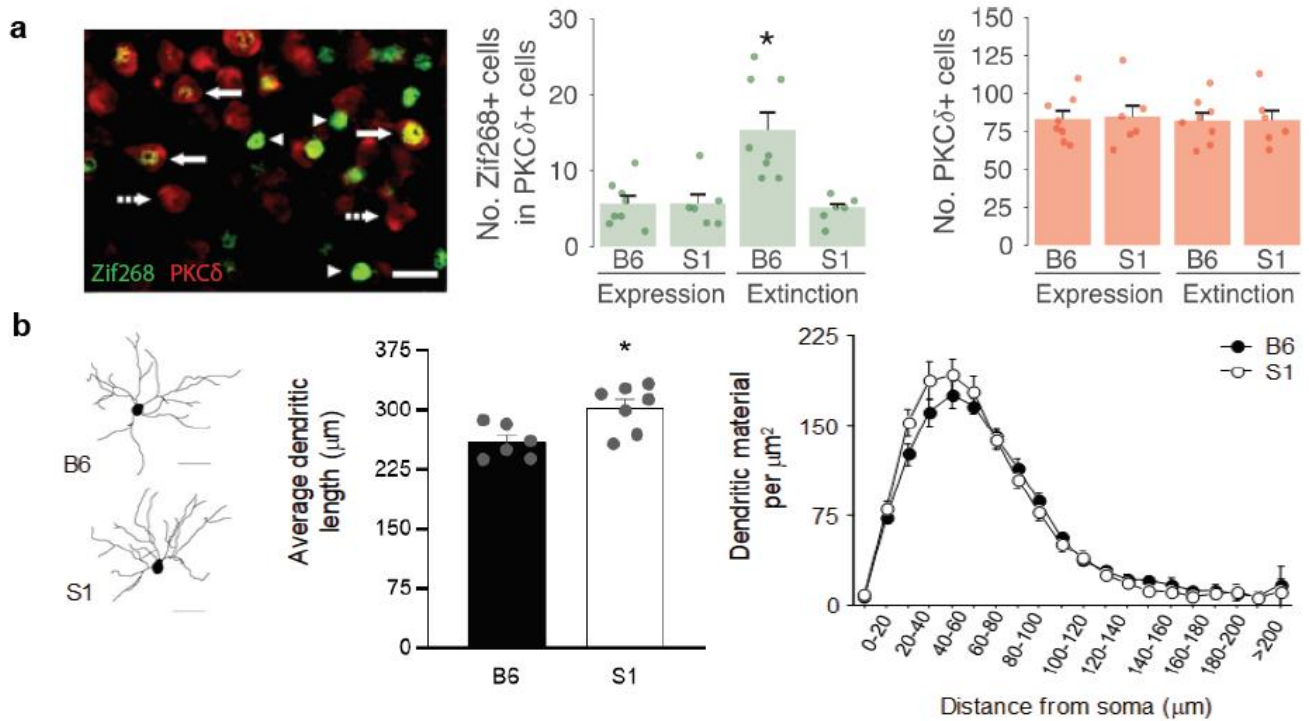 a
Zif268 PKCδ
No. Zif268+ cells
in PKCδ+ cells
30
20
10
0
*
B6 S1 B6 S1
Expression Extinction
No. PKCδ+ cells
150
125
100
75
50
25
0
B6 S1 B6 S1
Expression Extinction
b
B6
S1
Average dendritic
length (μm)
375
300
225
150
75
0
*
B6 S1
Dendritic material
per μm²
225
150
75
0
B6
S1
0-20 20-40 40-60 60-80 80-100 100-120 120-140 140-160 160-180 180-200 >200
Distance from soma (μm)